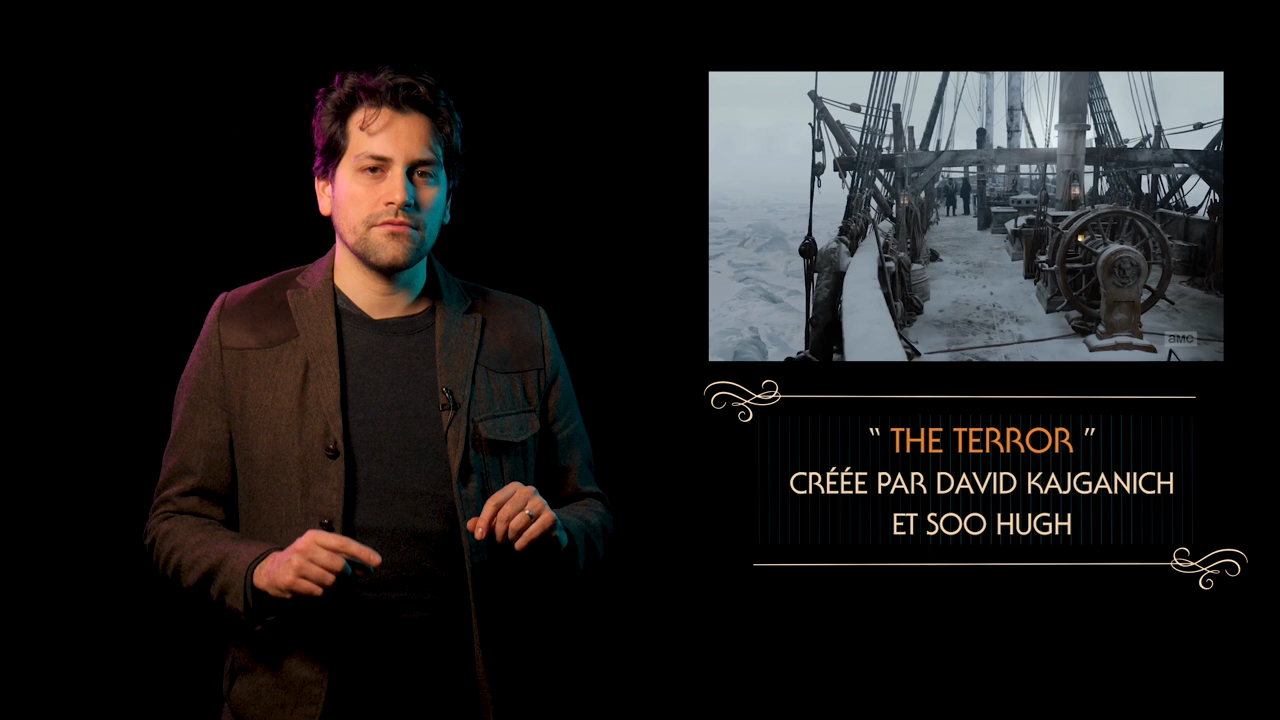 aMC
“ THE TERROR ”
CRÉÉE PAR DAVID KAJGANICH
ET SOO HUGH